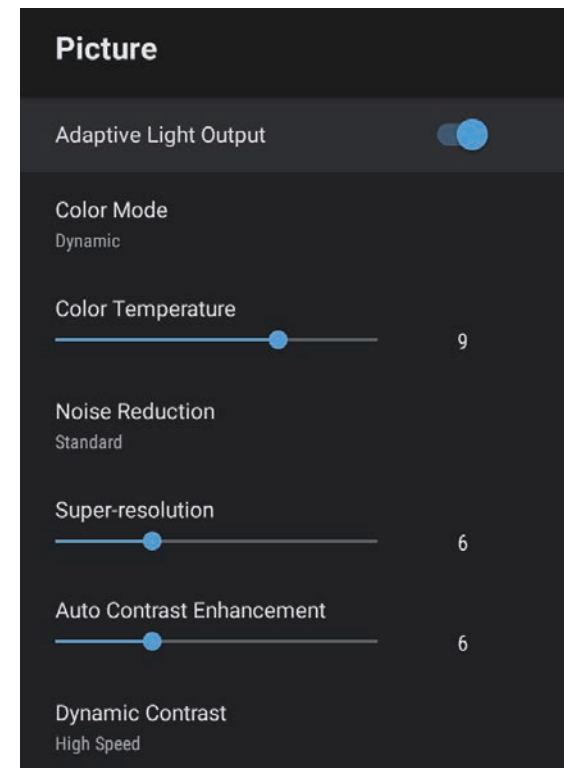 Picture
Adaptive Light Output
Color Mode
Dynamic
Color Temperature
9
Noise Reduction
Standard
Super-resolution
6
Auto Contrast Enhancement
6
Dynamic Contrast
High Speed